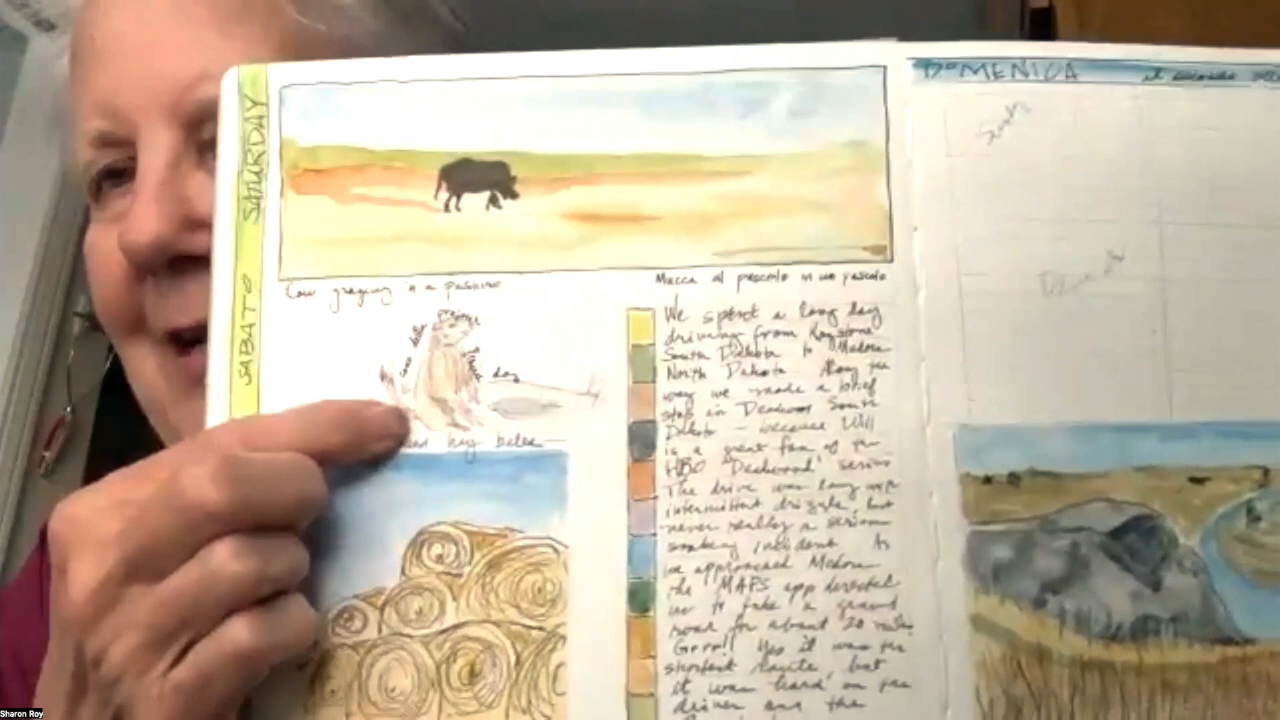 SABATO SATURDAY
Cow grazing in a
Mucca al pascolo in un pascolo
prairie
day
hay bales
We spent a long day
driving from Keystone
South Dakota to Medora
North Dakota Along the
way we made a brief
stop in Deadwood South
Dakota - because Will
is a great fan of the
HBO 'Deadwood' series
The drive was long w/
intermittent drizzle, but
never really a serious
soaking incident As
we approached Medora
the MAPS app directed
us to take a gravel
road for about 20 miles
Grrr!! Yes it was the
shortest route, but
it was 'hard' on the
driver and the
DOMENICA
Sharon Roy